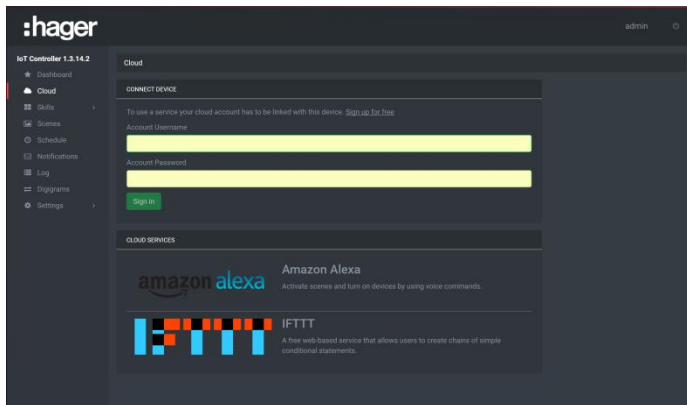 :hager
admin
IoT Controller 1.3.14.2
Dashboard
Cloud
Skills
Scenes
Schedule
Notifications
Log
Digigrams
Settings
Cloud
CONNECT DEVICE
To use a service your cloud account has to be linked with this device. Sign up for free
Account Username
Account Password
Sign in
CLOUD SERVICES
amazon alexa
Amazon Alexa
Activate scenes and turn on devices by using voice commands.
IFTTT
IFTTT
A free web-based service that allows users to create chains of simple
conditional statements.